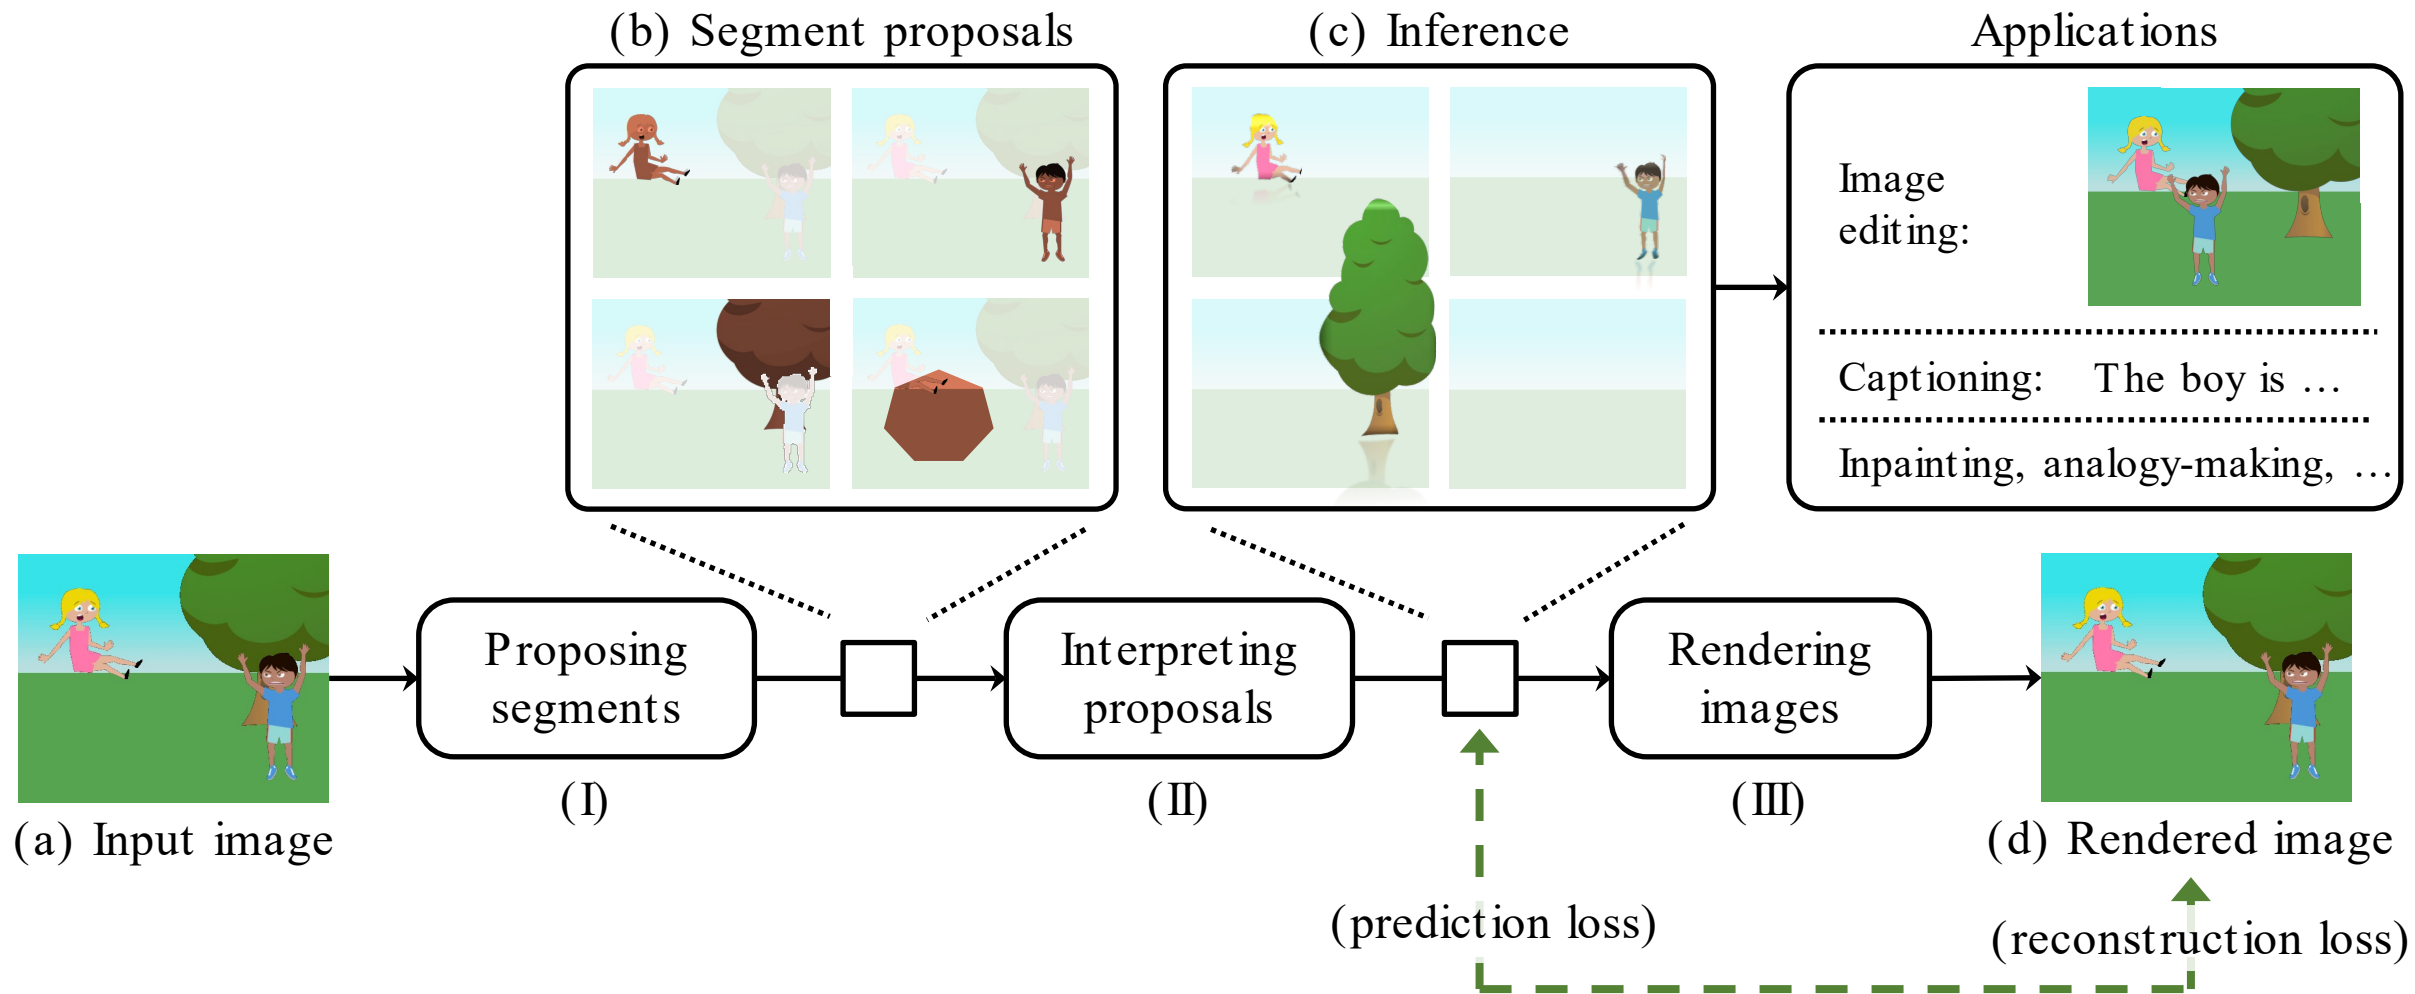 (b) Segment proposals
(c) Inference
Applications
Image
editing:
Captioning: The boy is …
Inpainting, analogy-making, …
Proposing
segments
Interpreting
proposals
Rendering
images
(I)
(II)
(III)
(a) Input image
(d) Rendered image
(prediction loss)
(reconstruction loss)